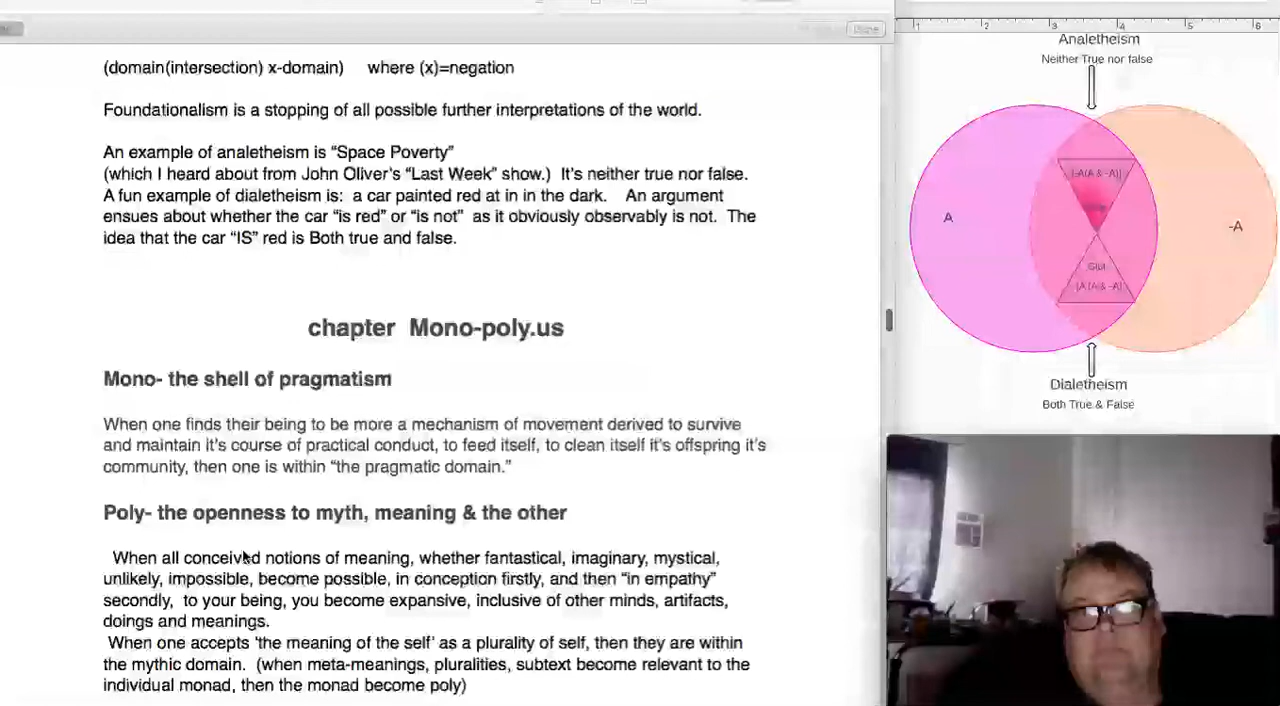 (domain(intersection) x-domain) where (x)=negation
Foundationalism is a stopping of all possible further interpretations of the world.
An example of analetheism is “Space Poverty”
(which I heard about from John Oliver's “Last Week” show.) It's neither true nor false.
A fun example of dialetheism is: a car painted red at in in the dark. An argument
ensues about whether the car “is red” or “is not” as it obviously observably is not. The
idea that the car “IS” red is Both true and false.
chapter Mono-poly.us
Mono- the shell of pragmatism
When one finds their being to be more a mechanism of movement derived to survive
and maintain it's course of practical conduct, to feed itself, to clean itself it's offspring it's
community, then one is within “the pragmatic domain.”
Poly- the openness to myth, meaning & the other
When all conceived notions of meaning, whether fantastical, imaginary, mystical,
unlikely, impossible, become possible, in conception firstly, and then “in empathy”
secondly, to your being, you become expansive, inclusive of other minds, artifacts,
doings and meanings.
When one accepts 'the meaning of the self' as a plurality of self, then they are within
the mythic domain. (when meta-meanings, pluralities, subtext become relevant to the
individual monad, then the monad become poly)
1 2 3 4 5 6
Analetheism
Neither True nor false
A
-A
Dialetheism
Both True & False